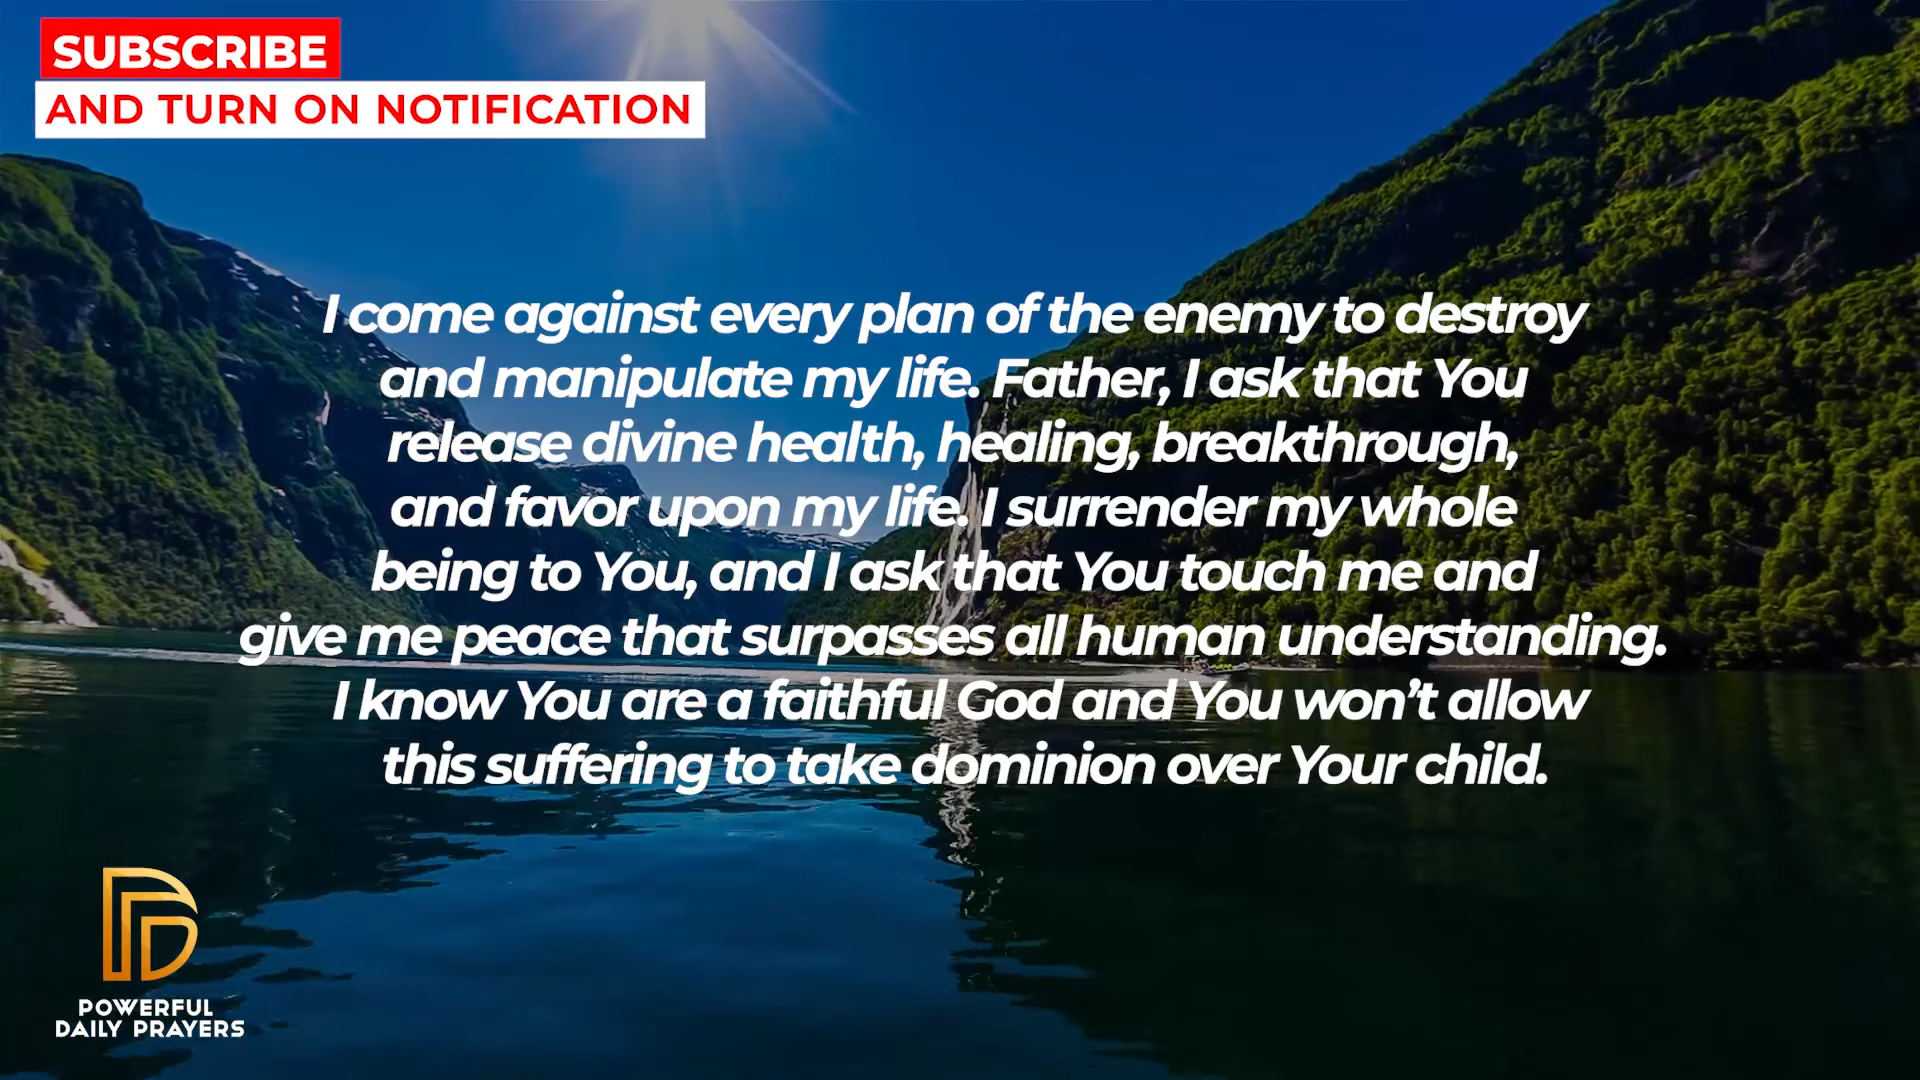 SUBSCRIBE
AND TURN ON NOTIFICATION
I come against every plan of the enemy to destroy
and manipulate my life. Father, I ask that You
release divine health, healing, breakthrough,
and favor upon my life. I surrender my whole
being to You, and I ask that You touch me and
give me peace that surpasses all human understanding.
I know You are a faithful God and You won’t allow
this suffering to take dominion over Your child.
POWERFUL
DAILY PRAYERS